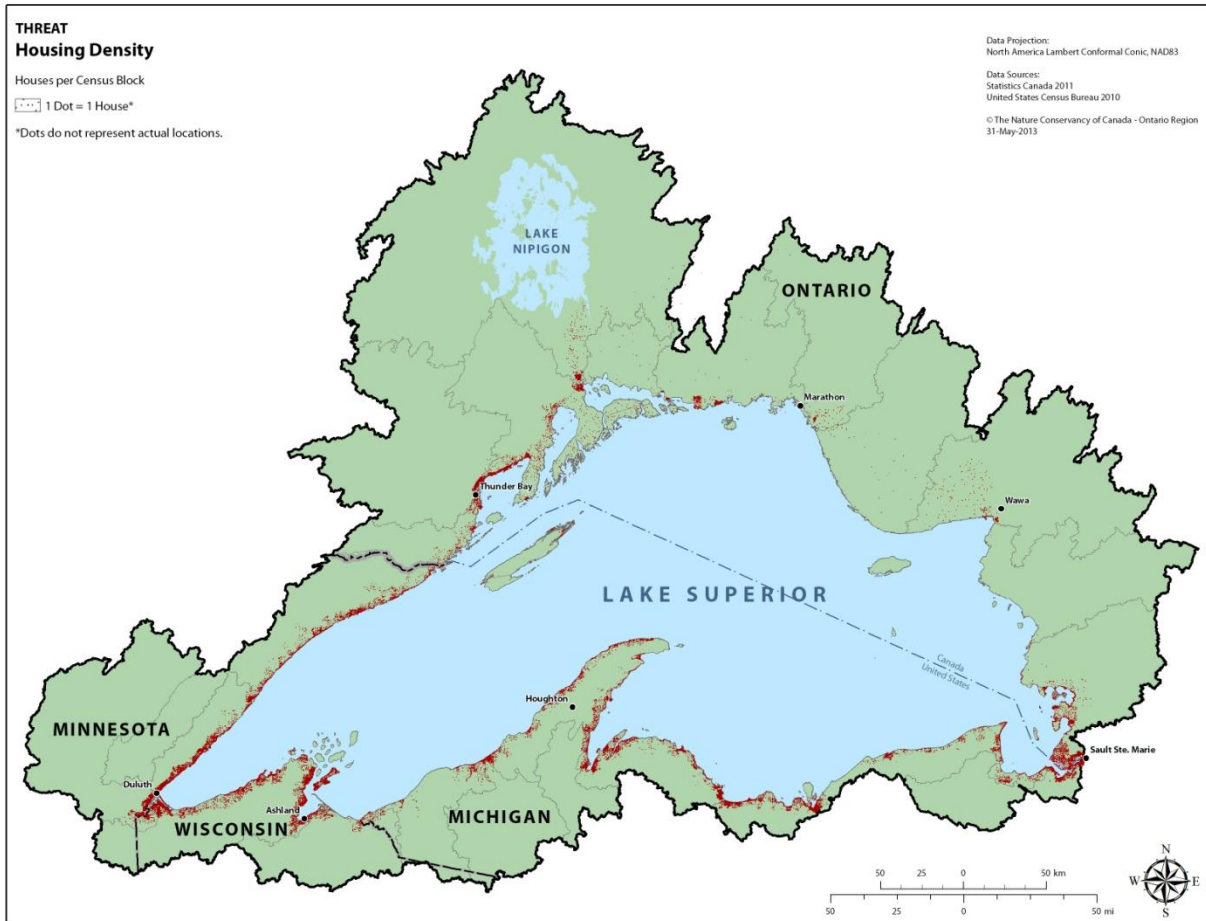 THREAT
Housing Density
Houses per Census Block
1 Dot = 1 House*
*Dots do not represent actual locations.
Data Projection:
North America Lambert Conformal Conic, NAD83
Data Sources:
Statistics Canada 2011
United States Census Bureau 2010
© The Nature Conservancy of Canada - Ontario Region
31-May-2013
LAKE
NIPIGON
ONTARIO
Marathon
Thunder Bay
Wawa
LAKE SUPERIOR
Canada
United States
Houghton
MINNESOTA
Sault Ste. Marie
Duluth
Ashland
WISCONSIN
MICHIGAN
50 25 0 50 km
50 25 0 50 mi
N
W E
S